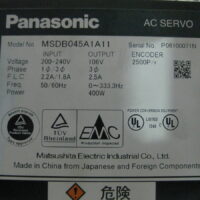 Panasonic
AC SERVO
Model No. MSDB045A1A11
Serial No. P06100071N
INPUT OUTPUT ENCODER
Voltage 200-240V 106V 2500P/r
Phase 1ϕ/3ϕ 3ϕ
F.L.C 2.2A/1.8A 2.5A
Freq. 50/60Hz 0~333.3Hz
Power 400W
TÜV
Rheinland
EMC
Matsushita Electric Industrial Co., Ltd.
Made in China from Japanese and Foreign Parts
危険